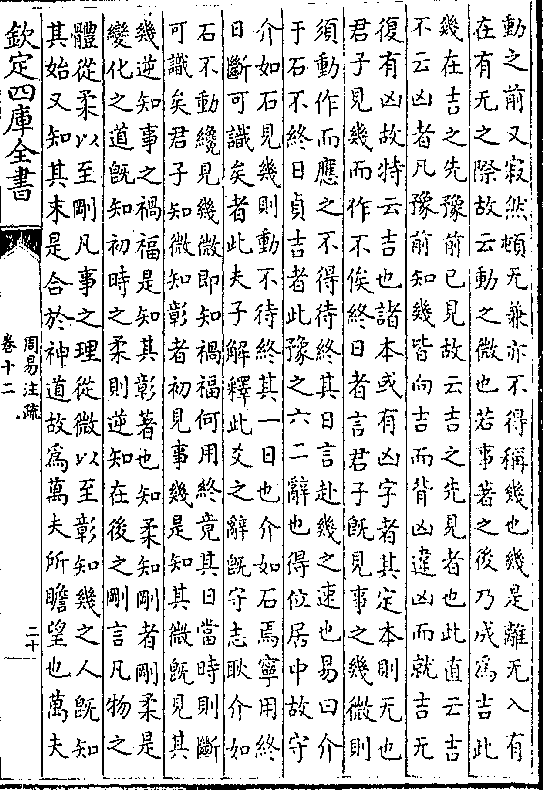 動之前又寂然頓无兼亦不得稱幾也幾是離无入有
在有无之際故云動之微也若事著之後乃成為吉此
幾在吉之先豫前已見故云吉之先見者也此直云吉
不云凶者凡豫前知幾皆向吉而背凶違凶而就吉无
復有凶故特云吉也諸本或有凶字者其定本則无也
君子見幾而作不俟終日者言君子既見事之幾微則
須動作而應之不得待終其日言赴幾之速也易曰介
于石不終日貞吉者此豫之六二辭也得位居中故守
介如石見幾則動不待終其一日也介如石焉寧用終
日斷可識矣者此夫子解釋此爻之辭既守志耿介如
石不動纔見幾微即知禍福何用終竟其日當時則斷
可識矣君子知微知彰者初見事幾是知其微既見其
幾逆知事之禍福是知其彰著也知柔知剛者剛柔是
變化之道既知初時之柔則逆知在後之剛言凡物之
體從柔以至剛凡事之理從微以至彰知幾之人既知
其始又知其末是合於神道故為萬夫所瞻望也萬夫
欽定四庫全書
周易注疏
卷十二
二十